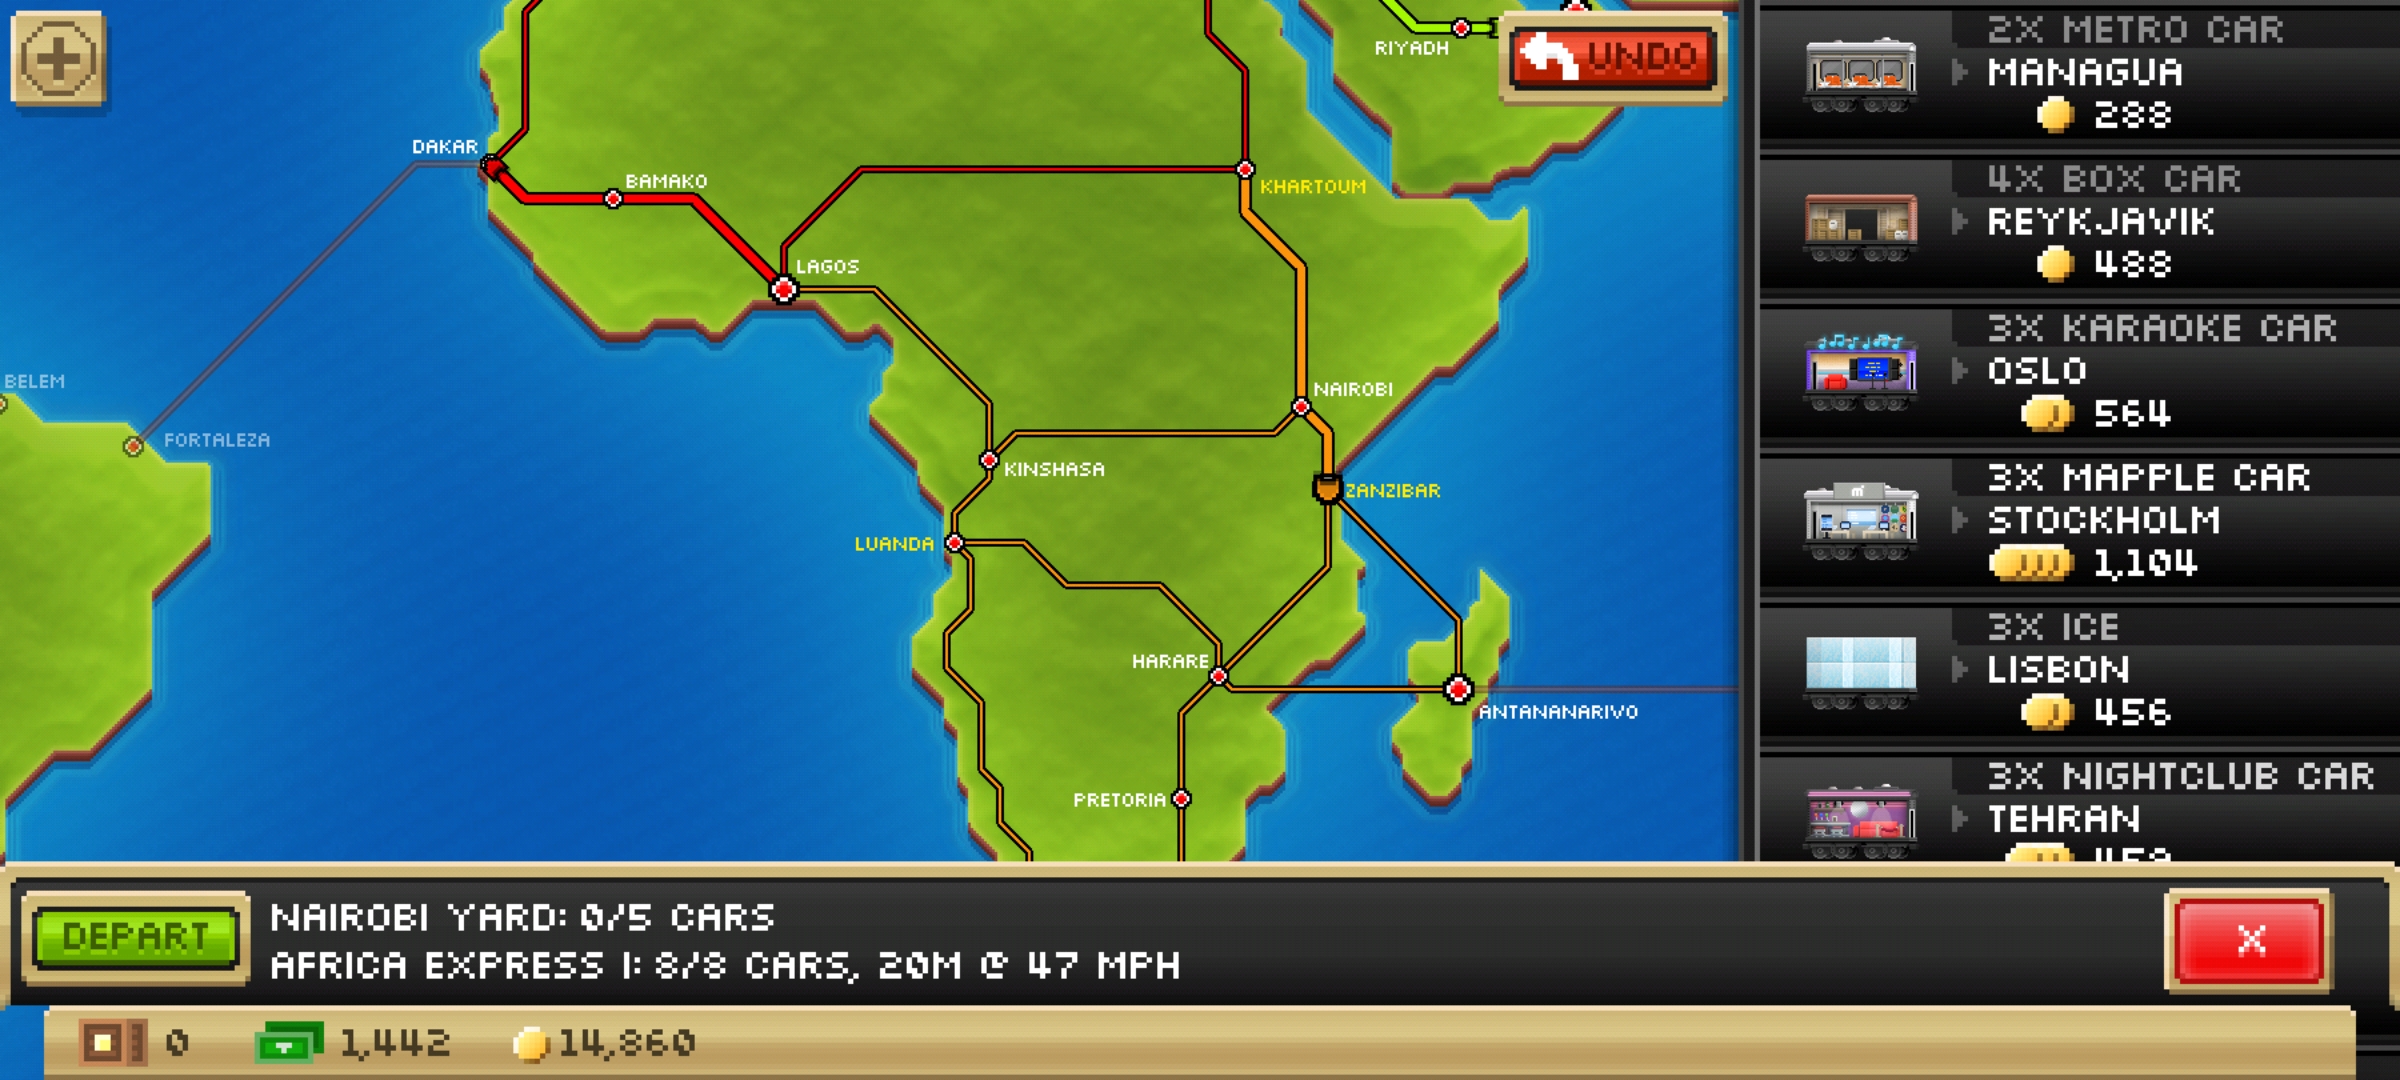 RIYADH
UNDO
DAKAR
BAMAKO
KHARTOUM
LAGOS
BELEM
FORTALEZA
NAIROBI
KINSHASA
ZANZIBAR
LUANDA
HARARE
ANTANANARIVO
PRETORIA
2X METRO CAR
MANAGUA
288
4X BOX CAR
REYKJAVIK
488
3X KARAOKE CAR
OSLO
564
3X MAPPLE CAR
STOCKHOLM
1,104
3X ICE
LISBON
456
3X NIGHTCLUB CAR
TEHRAN
DEPART
NAIROBI YARD: 0/5 CARS
AFRICA EXPRESS I: 8/8 CARS, 20M @ 47 MPH
X
0
1,442
14,860